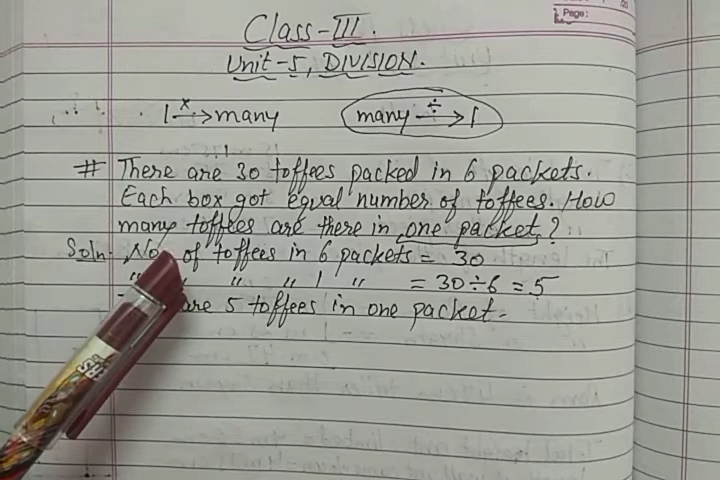 Page:
Class-III.
Unit-5, DIVISION.
1 x→ many many ÷→ 1
# There are 30 toffees packed in 6 packets.
Each box got equal number of toffees. How
many toffees are there in one packet?
Soln. No of toffees in 6 packets = 30
" " " " 1 " = 30÷6 = 5
are 5 toffees in one packet.